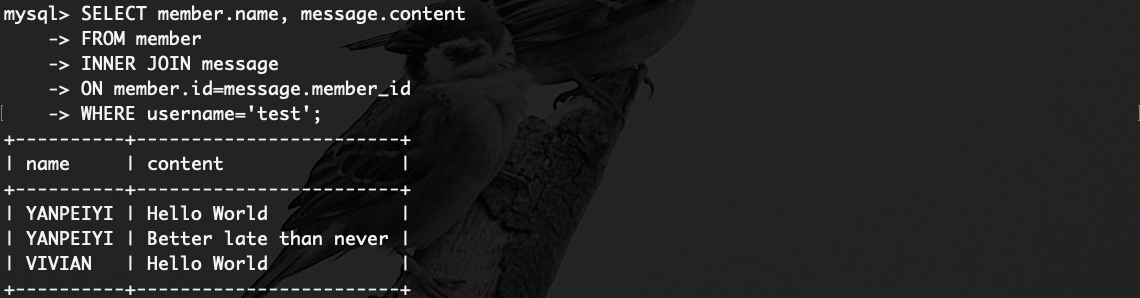 mysql> SELECT member.name, message.content
    -> FROM member
    -> INNER JOIN message
    -> ON member.id=message.member_id
    -> WHERE username='test';
+----------+------------------------+
| name     | content                |
+----------+------------------------+
| YANPEIYI | Hello World            |
| YANPEIYI | Better late than never |
| VIVIAN   | Hello World            |
+----------+------------------------+